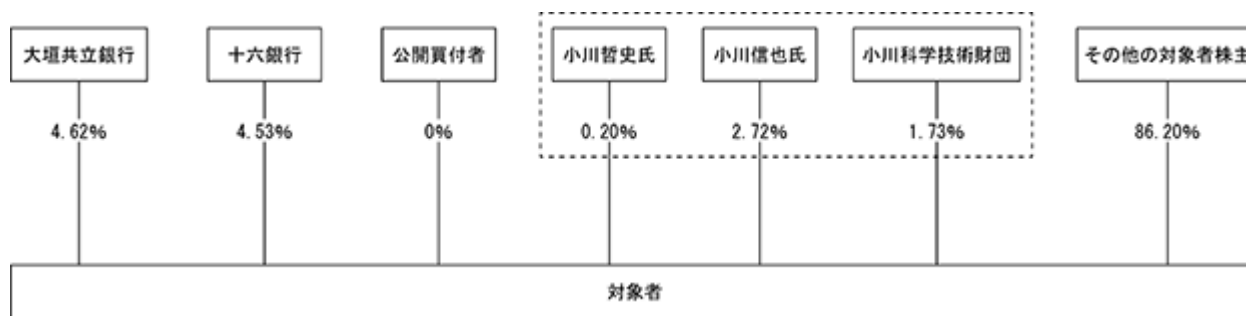 大垣共立銀行
十六銀行
公開買付者
小川哲史氏
小川信也氏
小川科学技術財団
その他の対象者株主
4.62%
4.53%
0%
0.20%
2.72%
1.73%
86.20%
対象者